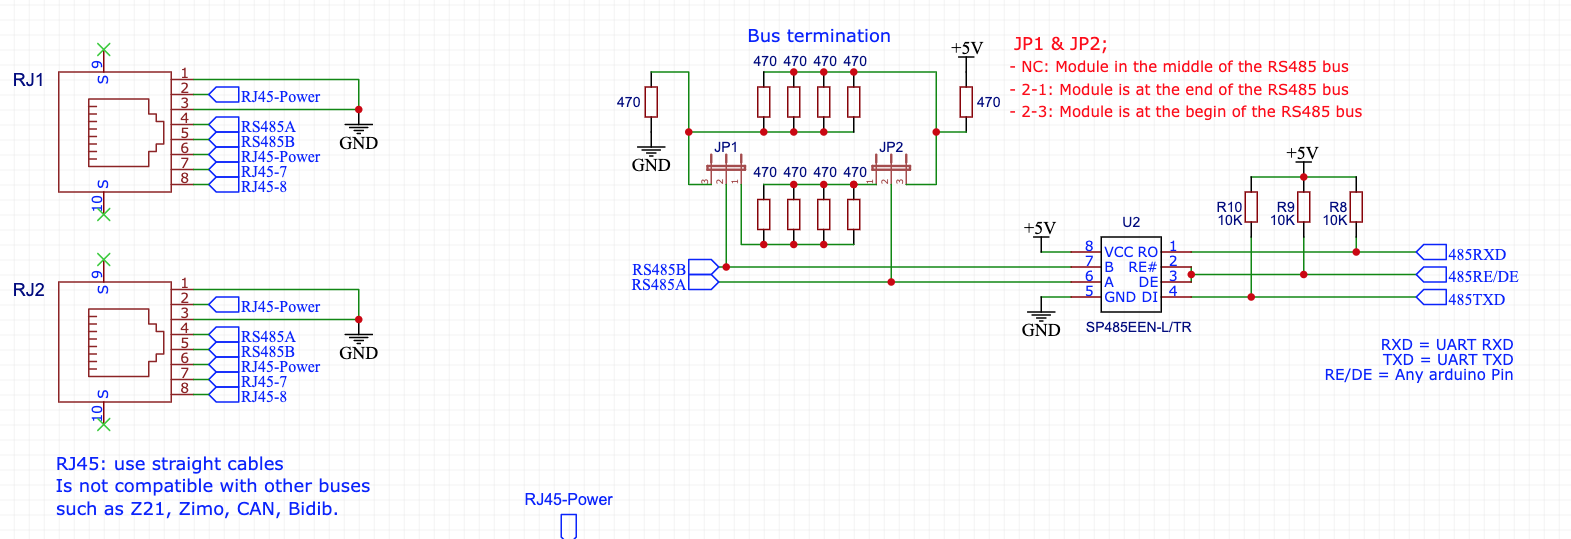 Bus termination
+5V
JP1 & JP2;
- NC: Module in the middle of the RS485 bus
- 2-1: Module is at the end of the RS485 bus
- 2-3: Module is at the begin of the RS485 bus
470 470 470 470
470
470
GND
JP1
JP2
3 2 1
1 2 3
470 470 470 470
RJ1
9
S
1
2
3
4
5
6
7
8
S
10
RJ45-Power
GND
RS485A
RS485B
RJ45-Power
RJ45-7
RJ45-8
RJ2
9
S
1
2
3
4
5
6
7
8
S
10
RJ45-Power
GND
RS485A
RS485B
RJ45-Power
RJ45-7
RJ45-8
RS485B
RS485A
+5V
R10
10K
R9
10K
R8
10K
+5V
U2
8 VCC RO 1
7 B RE# 2
6 A DE 3
5 GND DI 4
GND
SP485EEN-L/TR
485RXD
485RE/DE
485TXD
RXD = UART RXD
TXD = UART TXD
RE/DE = Any arduino Pin
RJ45: use straight cables
Is not compatible with other buses
such as Z21, Zimo, CAN, Bidib.
RJ45-Power